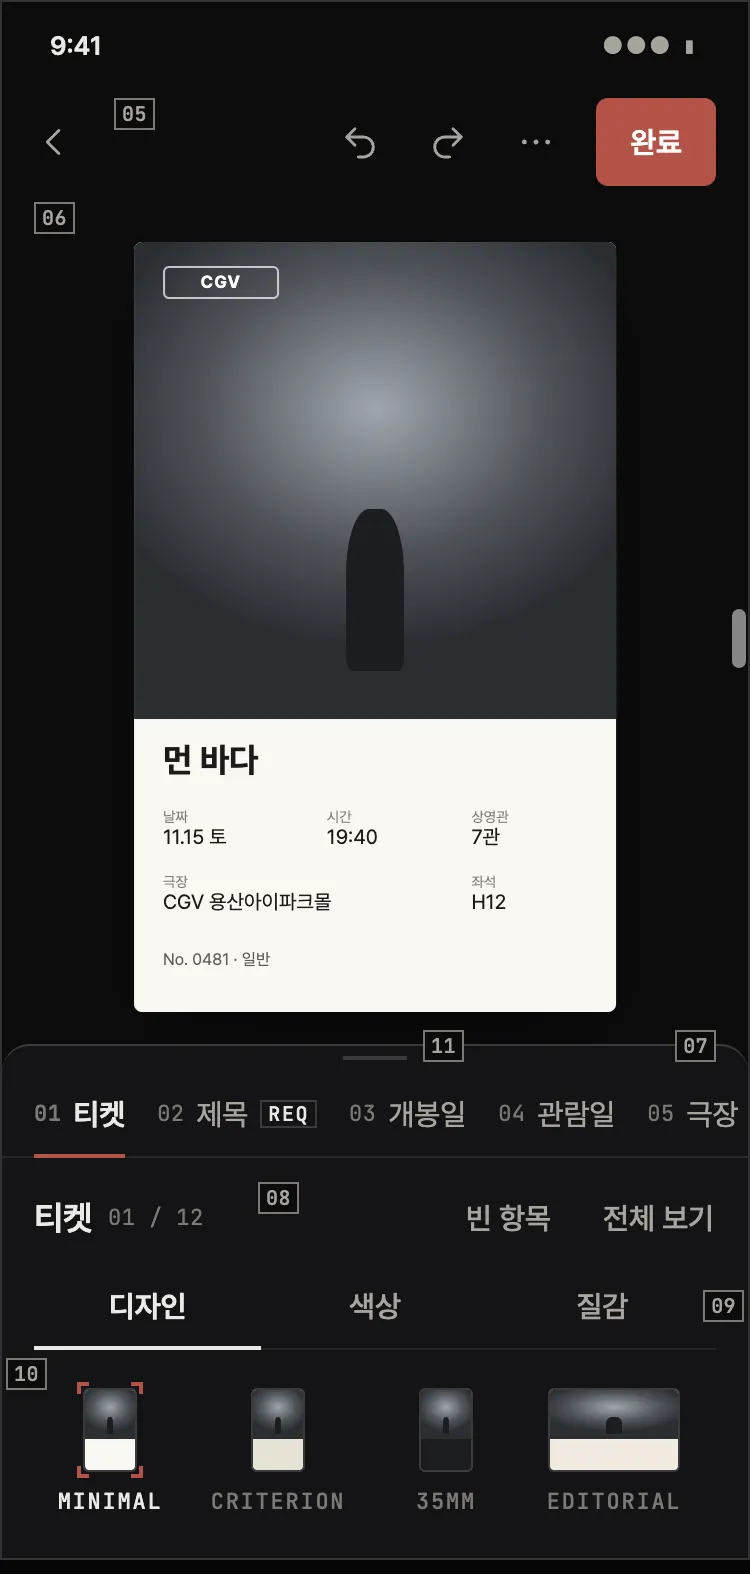 9:41
05
완료
06
CGV
먼 바다
날짜 시간 상영관
11.15 토 19:40 7관
극장 좌석
CGV 용산아이파크몰 H12
No. 0481 · 일반
11 07
01 티켓 02 제목 REQ 03 개봉일 04 관람일 05 극장
08
티켓 01 / 12 빈 항목 전체 보기
디자인 색상 질감 09
10
MINIMAL CRITERION 35MM EDITORIAL